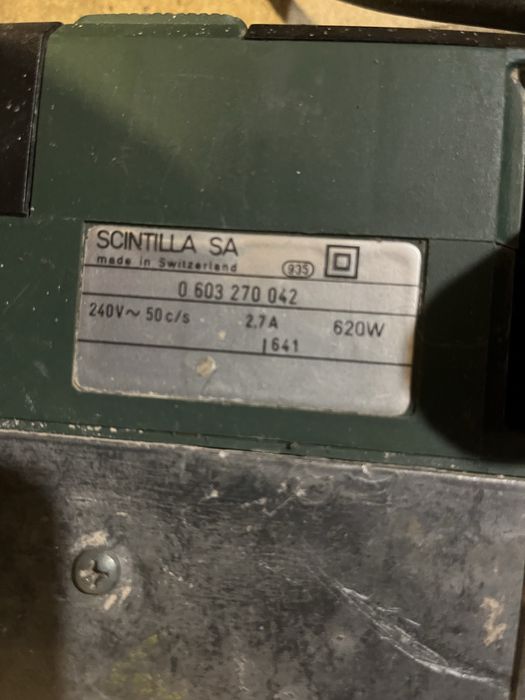 SCINTILLA SA
made in Switzerland
935
0 603 270 042
240V~ 50c/s 2,7A 620W
641